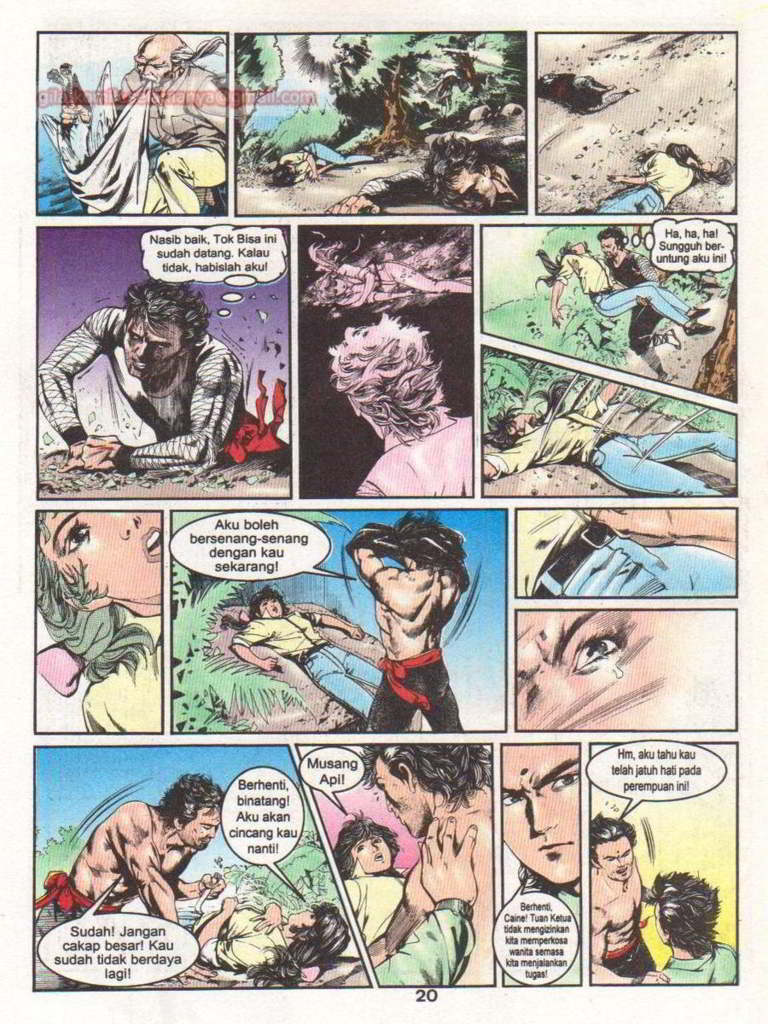 Nasib baik, Tok Bisa ini
sudah datang. Kalau
tidak, habislah aku!
Ha, ha, ha!
Sungguh ber-
untung aku ini!
Aku boleh
bersenang-senang
dengan kau
sekarang!
Berhenti,
binatang!
Aku akan
cincang kau
nanti!
Sudah! Jangan
cakap besar! Kau
sudah tidak berdaya
lagi!
Musang
Api!
Berhenti,
Caine! Tuan Ketua
tidak mengizinkan
kita memperkosa
wanita semasa
kita menjalankan
tugas!
Hm, aku tahu kau
telah jatuh hati pada
perempuan ini!
20